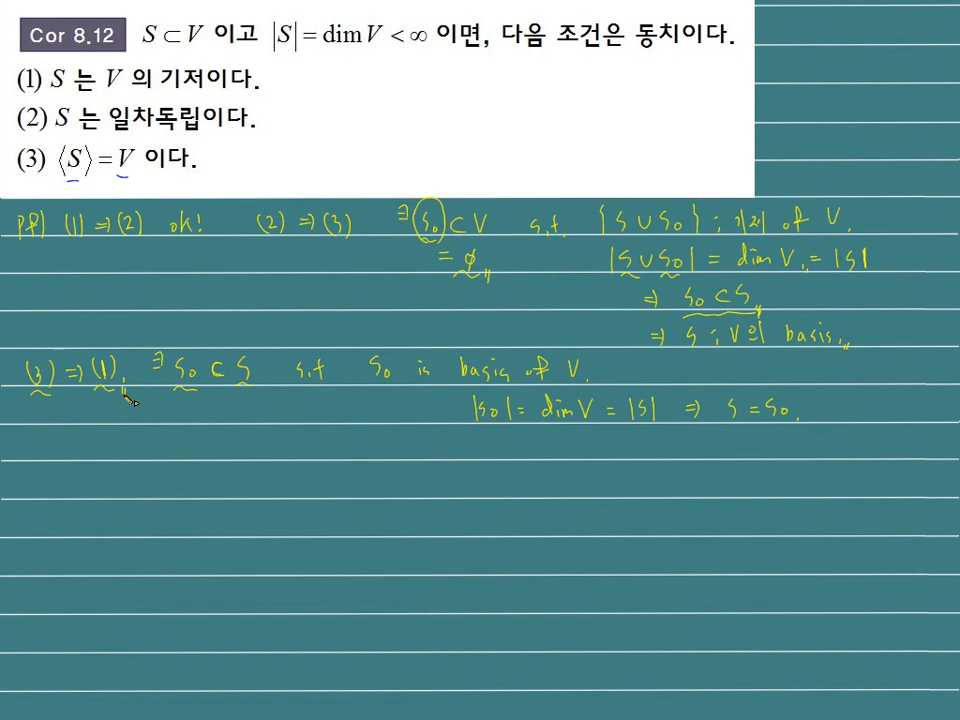 Cor 8.12 S ⊂ V 이고 |S| = dim V < ∞ 이면, 다음 조건은 동치이다.
(1) S 는 V 의 기저이다.
(2) S 는 일차독립이다.
(3) ⟨S⟩ = V 이다.
pf) (1) ⇒ (2) ok! (2) ⇒ (3) ∃ S₀ ⊂ V s.t. {S ∪ S₀} ; 기저 of V.
= ∅ |S ∪ S₀| = dim V = |S|
⇒ S₀ ⊂ S
⇒ S ; V의 basis.
(3) ⇒ (1). ∃ S₀ ⊂ S s.t S₀ is basis of V.
|S₀| = dim V = |S| ⇒ S = S₀.